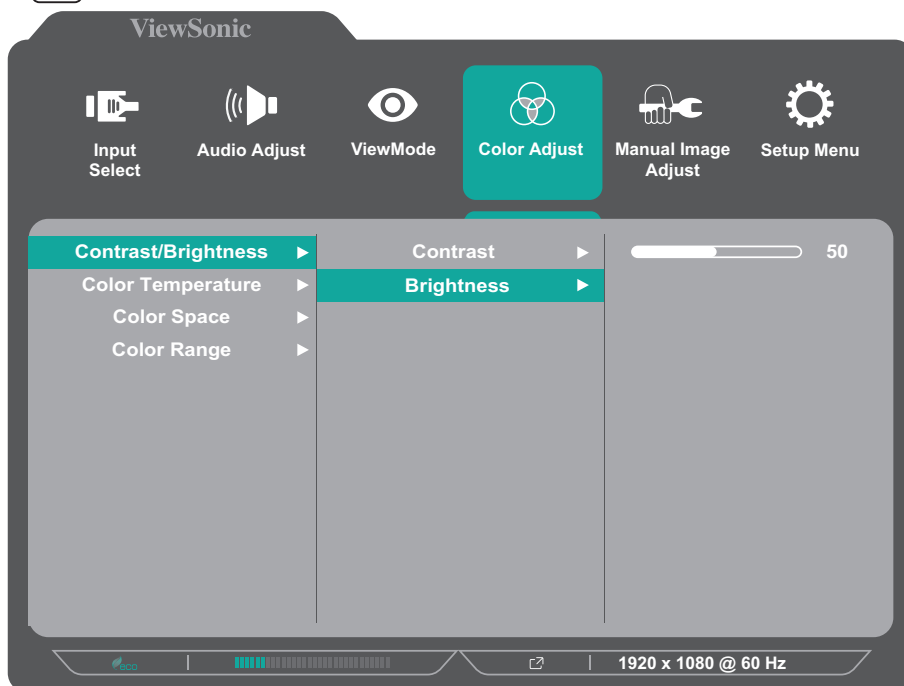 ViewSonic
Input Select
Audio Adjust
ViewMode
Color Adjust
Manual Image Adjust
Setup Menu
Contrast/Brightness
Contrast
50
Color Temperature
Brightness
Color Space
Color Range
eco
1920 x 1080 @ 60 Hz